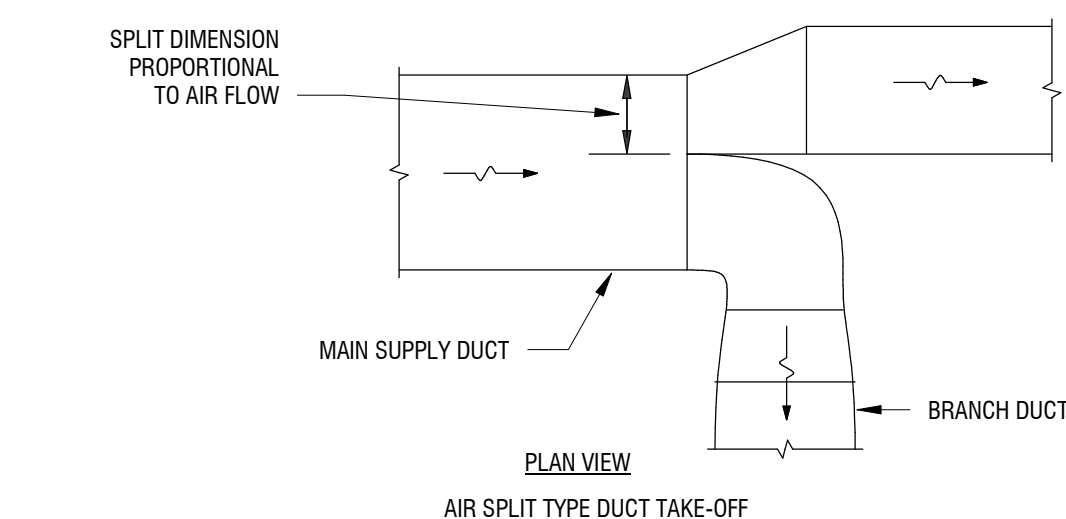 SPLIT DIMENSION
PROPORTIONAL
TO AIR FLOW
MAIN SUPPLY DUCT
BRANCH DUCT
PLAN VIEW
AIR SPLIT TYPE DUCT TAKE-OFF